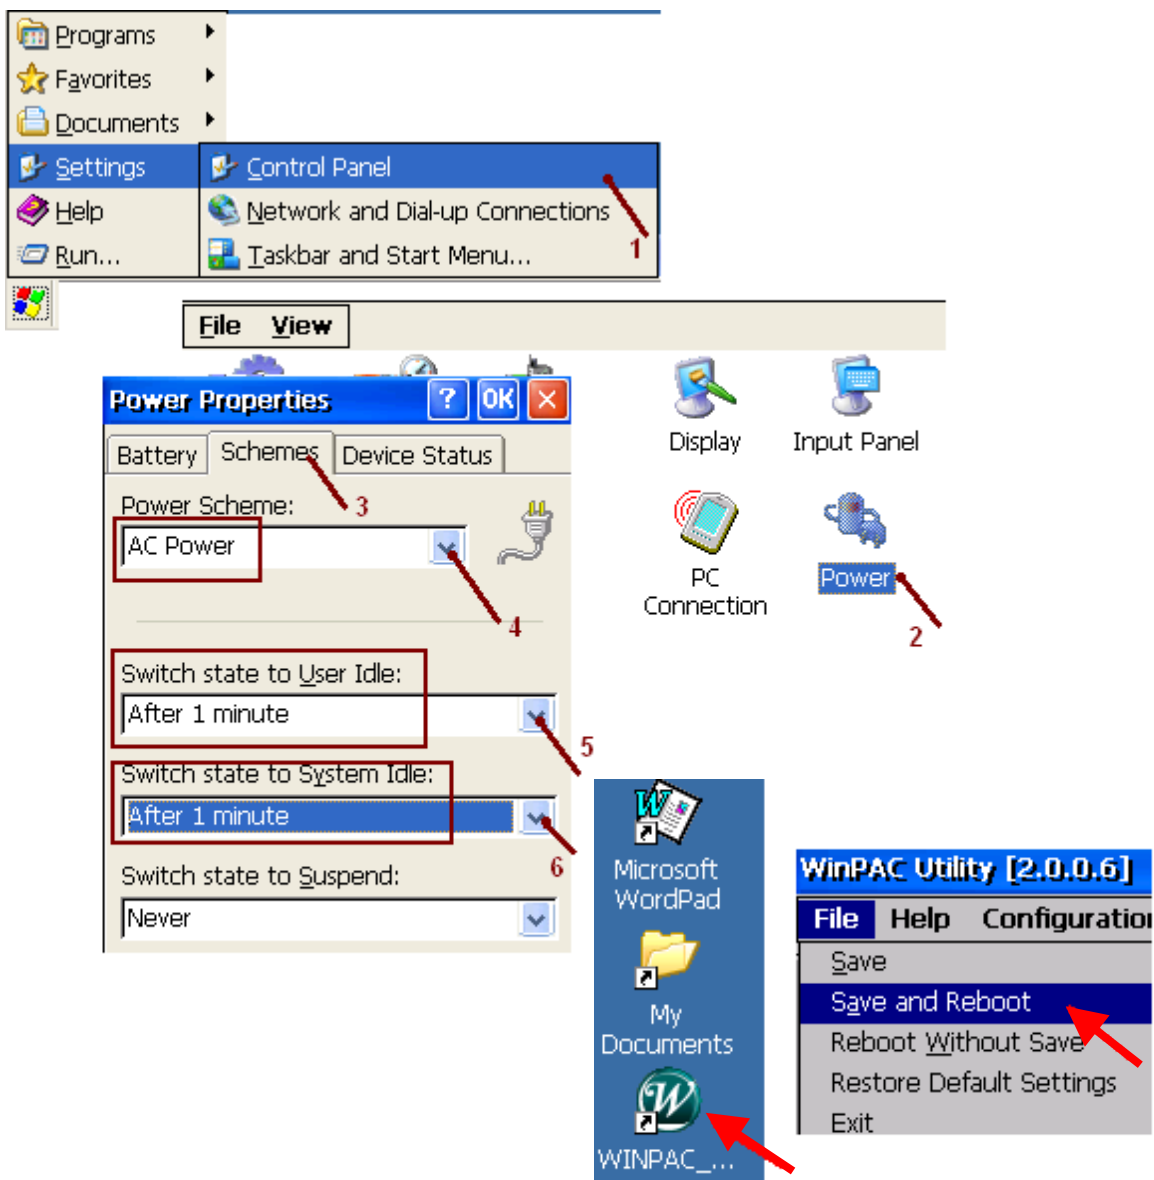 Programs
Favorites
Documents
Settings
Control Panel
Help
Network and Dial-up Connections
1
Run...
Taskbar and Start Menu...
File View
Power Properties ? OK
Battery Schemes Device Status
3
Power Scheme:
AC Power
4
Switch state to User Idle:
After 1 minute
5
Switch state to System Idle:
After 1 minute
6
Switch state to Suspend:
Never
Display
Input Panel
PC
Connection
Power
2
Microsoft
WordPad
My
Documents
WINPAC_...
WinPAC Utility [2.0.0.6]
File Help Configuratio
Save
Save and Reboot
Reboot Without Save
Restore Default Settings
Exit